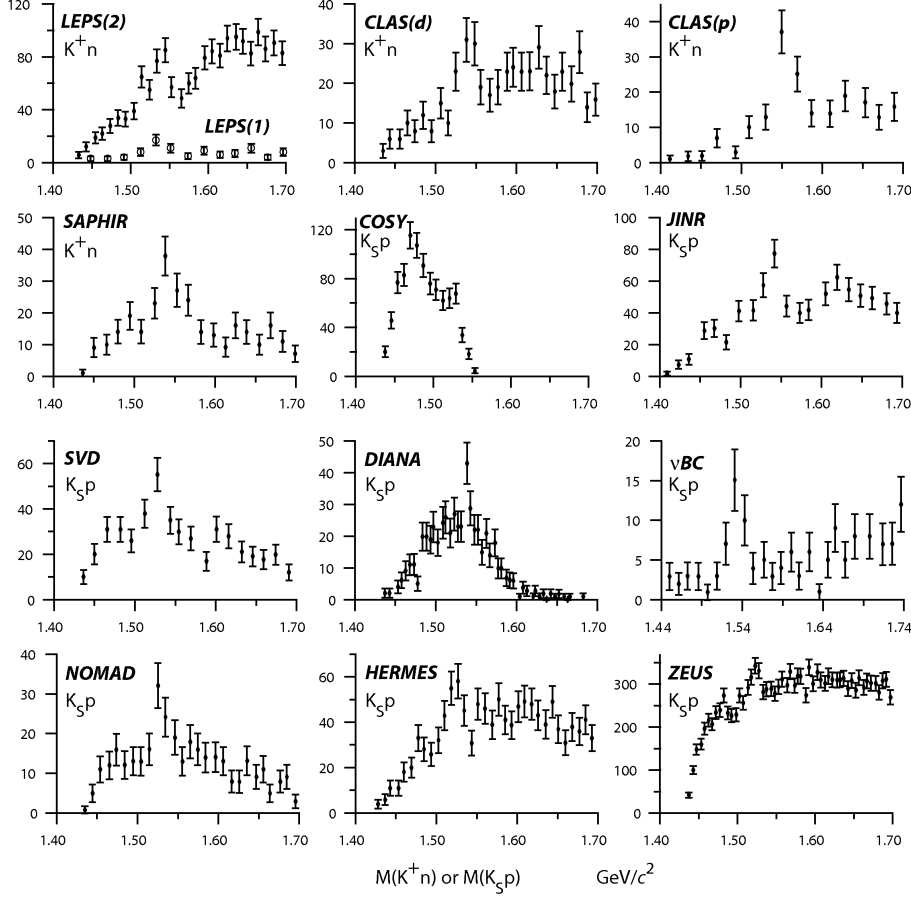 LEPS(2)
K⁺n
LEPS(1)
120
80
40
0
1.40 1.50 1.60 1.70
CLAS(d)
K⁺n
40
30
20
10
0
1.40 1.50 1.60 1.70
CLAS(p)
K⁺n
40
30
20
10
0
1.40 1.50 1.60 1.70
SAPHIR
K⁺n
50
40
30
20
10
0
1.40 1.50 1.60 1.70
COSY
KSp
120
80
40
0
1.40 1.50 1.60 1.70
JINR
KSp
100
80
60
40
20
0
1.40 1.50 1.60 1.70
SVD
KSp
60
40
20
0
1.40 1.50 1.60 1.70
DIANA
KSp
50
40
30
20
10
0
1.40 1.50 1.60 1.70
νBC
KSp
20
15
10
5
0
1.44 1.54 1.64 1.74
NOMAD
KSp
40
30
20
10
0
1.40 1.50 1.60 1.70
HERMES
KSp
60
40
20
0
1.40 1.50 1.60 1.70
ZEUS
KSp
300
200
100
0
1.40 1.50 1.60 1.70
M(K⁺n) or M(KSp) GeV/c²